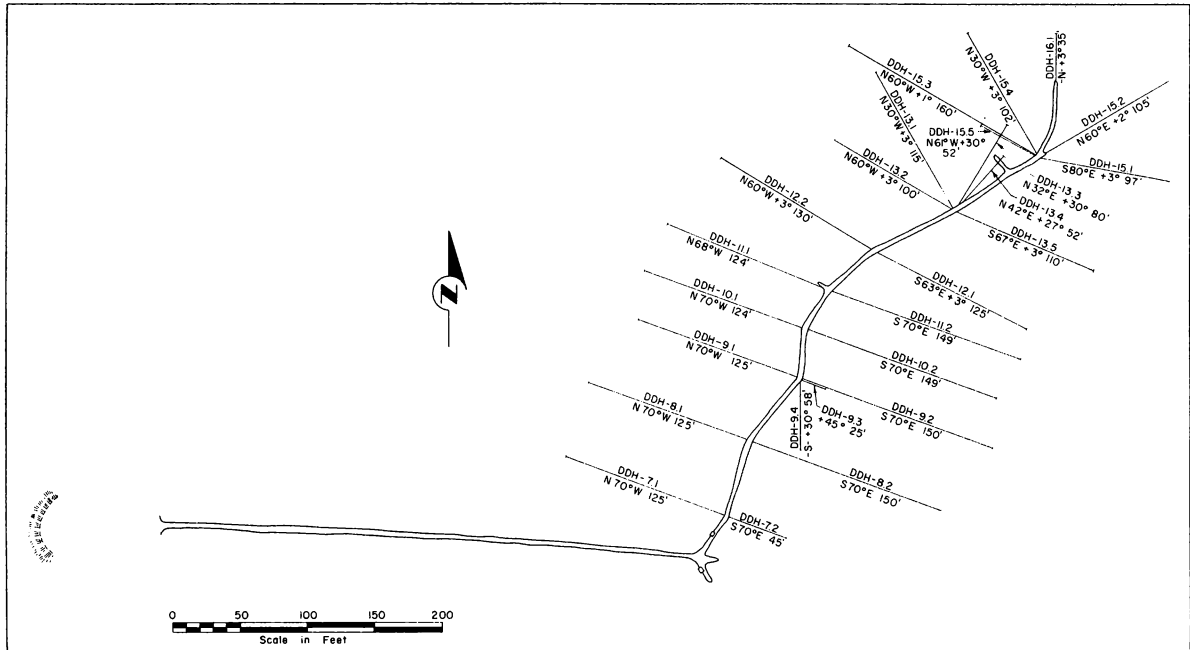 DDH-16.1
-N- +3° 35'
DDH-15.4
N30°W +3° 102'
DDH-15.3
N60°W +1° 160'
DDH-13.1
N30°W +3° 115'
DDH-15.5
N61°W +30°
52'
DDH-15.2
N60°E +2° 105'
DDH-15.1
S80°E +3° 97'
DDH-13.2
N60°W +3° 100'
DDH-13.3
N32°E +30° 80'
DDH-13.4
N42°E +27° 52'
DDH-13.5
S67°E +3° 110'
DDH-12.2
N60°W +3° 130'
DDH-12.1
S63°E +3° 125'
DDH-11.1
N68°W 124'
DDH-11.2
S70°E 149'
DDH-10.1
N70°W 124'
DDH-10.2
S70°E 149'
N
DDH-9.1
N70°W 125'
DDH-9.2
S70°E 150'
DDH-9.3
+45° 25'
DDH-9.4
-S- +30° 58'
DDH-8.1
N70°W 125'
DDH-8.2
S70°E 150'
DDH-7.1
N70°W 125'
DDH-7.2
S70°E 45'
0 50 100 150 200
Scale in Feet